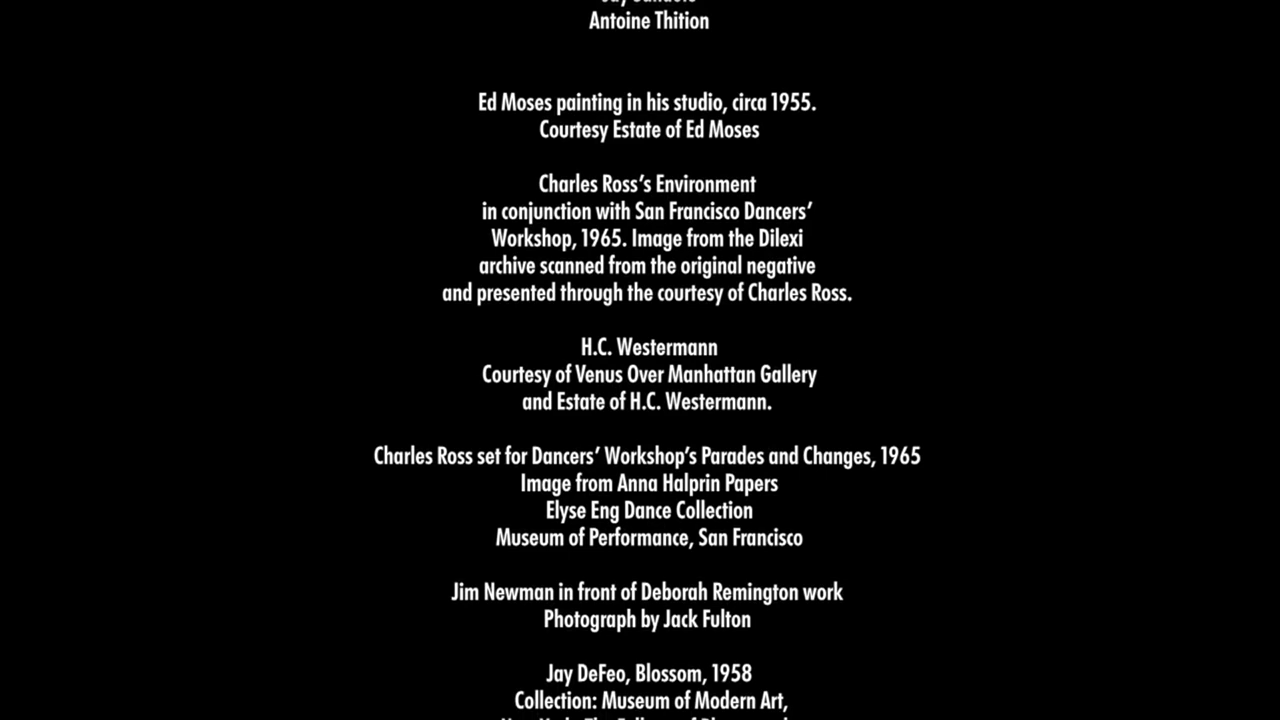 Antoine Thition
Ed Moses painting in his studio, circa 1955.
Courtesy Estate of Ed Moses
Charles Ross’s Environment
in conjunction with San Francisco Dancers’
Workshop, 1965. Image from the Dilexi
archive scanned from the original negative
and presented through the courtesy of Charles Ross.
H.C. Westermann
Courtesy of Venus Over Manhattan Gallery
and Estate of H.C. Westermann.
Charles Ross set for Dancers’ Workshop’s Parades and Changes, 1965
Image from Anna Halprin Papers
Elyse Eng Dance Collection
Museum of Performance, San Francisco
Jim Newman in front of Deborah Remington work
Photograph by Jack Fulton
Jay DeFeo, Blossom, 1958
Collection: Museum of Modern Art,